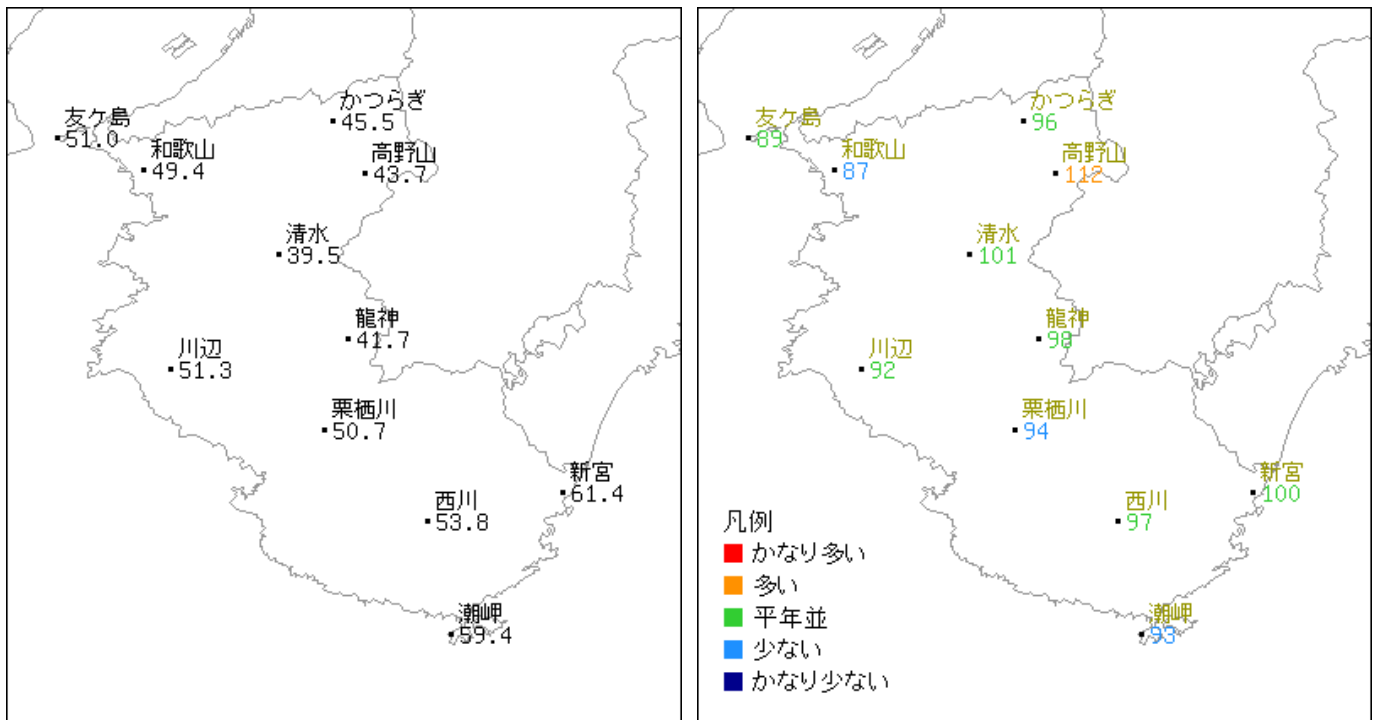 かつらぎ
45.5
友ケ島
51.0
和歌山
49.4
高野山
43.7
清水
39.5
龍神
41.7
川辺
51.3
栗栖川
50.7
新宮
61.4
西川
53.8
潮岬
59.4
かつらぎ
96
友ケ島
89
和歌山
87
高野山
112
清水
101
龍神
98
川辺
92
栗栖川
94
新宮
100
西川
97
潮岬
93
凡例
かなり多い
多い
平年並
少ない
かなり少ない